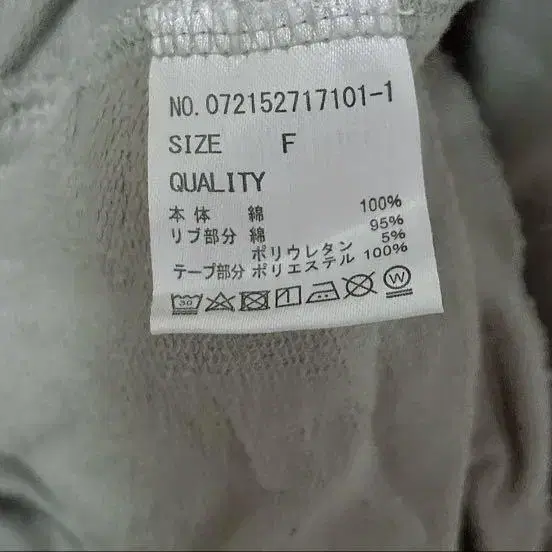 NO. 072152717101-1
SIZE F
QUALITY
本体 綿 100%
リブ部分 綿 95%
ポリウレタン 5%
テープ部分 ポリエステル 100%
30 W